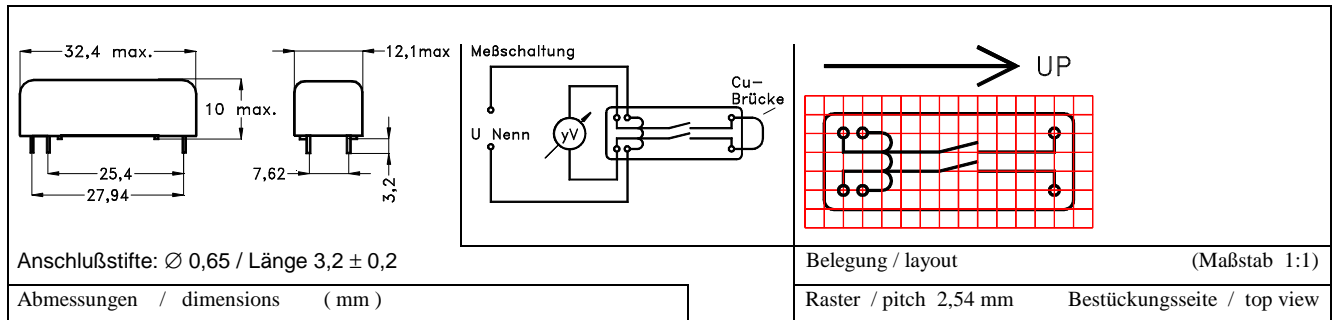 32,4 max.
12,1max
10 max.
25,4
27,94
7,62
3,2
Anschlußstifte: ∅ 0,65 / Länge 3,2 ± 0,2
Abmessungen / dimensions ( mm )
Meßschaltung
Cu-
Brücke
U Nenn
yV
UP
Belegung / layout (Maßstab 1:1)
Raster / pitch 2,54 mm Bestückungsseite / top view